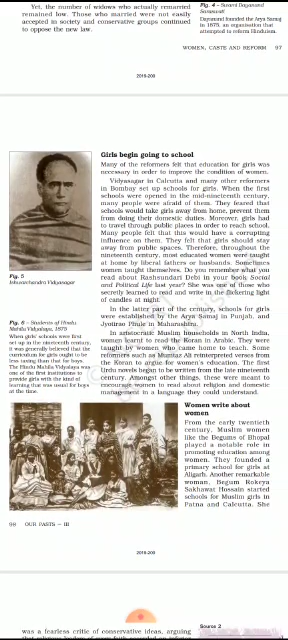 Yet, the number of widows who actually remarried
remained low. Those who married were not easily
accepted in society and conservative groups continued
to oppose the new law.
Fig. 4 – Swami Dayanand
Saraswati
Dayanand founded the Arya Samaj
in 1875, an organisation that
attempted to reform Hinduism.
WOMEN, CASTE AND REFORM 97
2019-2020
Girls begin going to school
Many of the reformers felt that education for girls was
necessary in order to improve the condition of women.
Vidyasagar in Calcutta and many other reformers
in Bombay set up schools for girls. When the first
schools were opened in the mid-nineteenth century,
many people were afraid of them. They feared that
schools would take girls away from home, prevent them
from doing their domestic duties. Moreover, girls had
to travel through public places in order to reach school.
Many people felt that this would have a corrupting
influence on them. They felt that girls should stay
away from public spaces. Therefore, throughout the
nineteenth century, most educated women were taught
at home by liberal fathers or husbands. Sometimes
women taught themselves. Do you remember what you
read about Rashsundari Debi in your book Social
and Political Life last year? She was one of those who
secretly learned to read and write in the flickering light
of candles at night.
Fig. 5
Ishwarchandra Vidyasagar
In the latter part of the century, schools for girls
were established by the Arya Samaj in Punjab, and
Jyotirao Phule in Maharashtra.
In aristocratic Muslim households in North India,
women learnt to read the Koran in Arabic. They were
taught by women who came home to teach. Some
reformers such as Mumtaz Ali reinterpreted verses from
the Koran to argue for women's education. The first
Urdu novels began to be written from the late nineteenth
century. Amongst other things, these were meant to
encourage women to read about religion and domestic
management in a language they could understand.
Fig. 6 – Students of Hindu
Mahila Vidyalaya, 1875
When girls' schools were first
set up in the nineteenth century,
it was generally believed that the
curriculum for girls ought to be
less taxing than that for boys.
The Hindu Mahila Vidyalaya was
one of the first institutions to
provide girls with the kind of
learning that was usual for boys
at the time.
Women write about
women
From the early twentieth
century, Muslim women
like the Begums of Bhopal
played a notable role in
promoting education among
women. They founded a
primary school for girls at
Aligarh. Another remarkable
woman, Begum Rokeya
Sakhawat Hossain started
schools for Muslim girls in
Patna and Calcutta. She
98 OUR PASTS – III
2019-2020
Source 2
was a fearless critic of conservative ideas, arguing
that religious leaders of every faith accorded an inferior